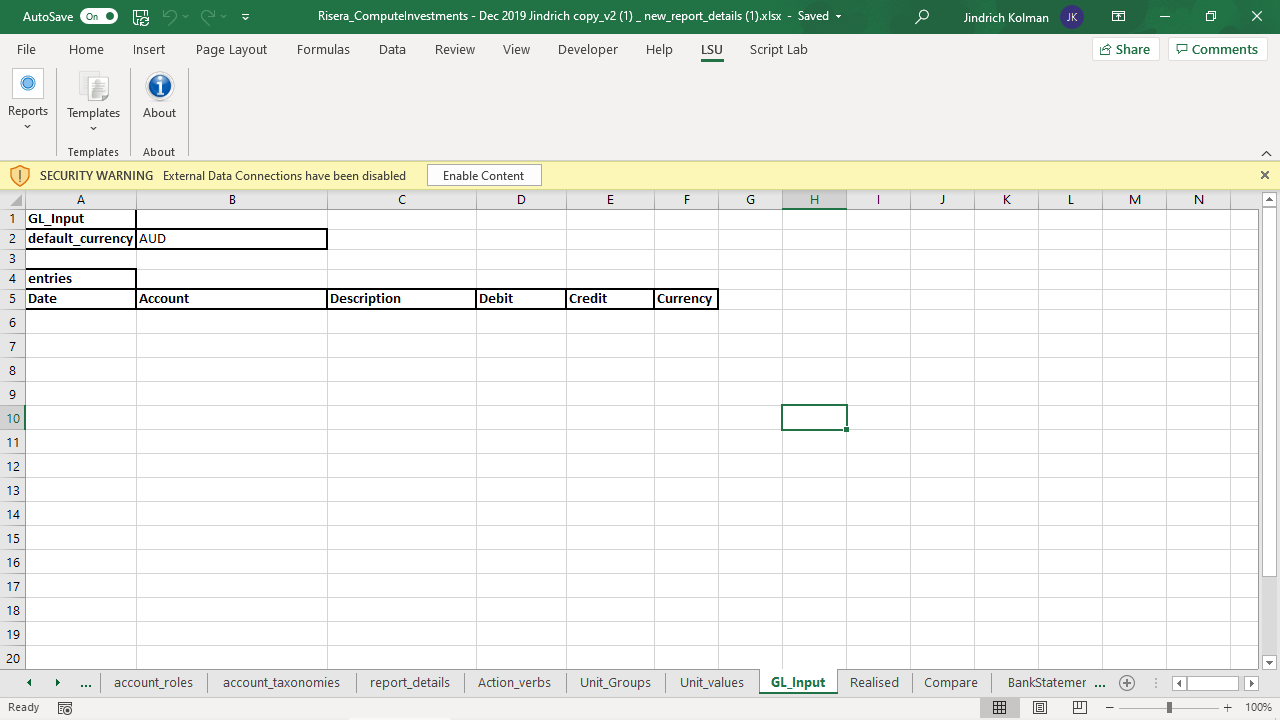 AutoSave On Risera_ComputeInvestments - Dec 2019 Jindrich copy_v2 (1) _ new_report_details (1).xlsx - Saved Jindrich Kolman JK
File Home Insert Page Layout Formulas Data Review View Developer Help LSU Script Lab Share Comments
Reports Templates About
Templates About
SECURITY WARNING External Data Connections have been disabled Enable Content
A B C D E F G H I J K L M N
1 GL_Input
2 default_currency AUD
3
4 entries
5 Date Account Description Debit Credit Currency
6
7
8
9
10
11
12
13
14
15
16
17
18
19
20
... account_roles account_taxonomies report_details Action_verbs Unit_Groups Unit_values GL_Input Realised Compare BankStatemer ...
Ready 100%